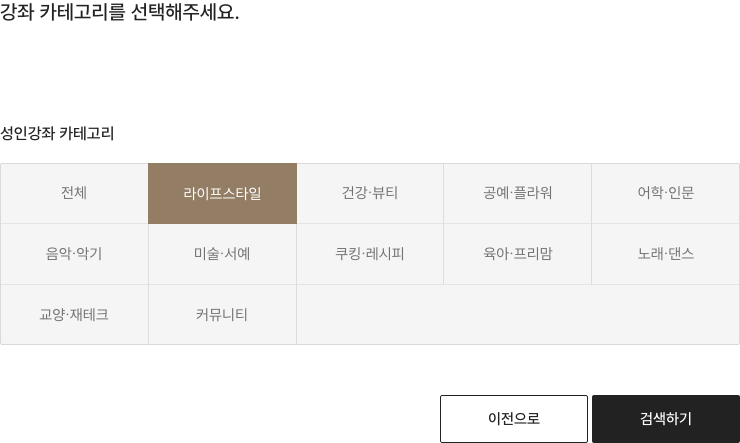 강좌 카테고리를 선택해주세요.
성인강좌 카테고리
전체 라이프스타일 건강·뷰티 공예·플라워 어학·인문
음악·악기 미술·서예 쿠킹·레시피 육아·프리맘 노래·댄스
교양·재테크 커뮤니티
이전으로 검색하기